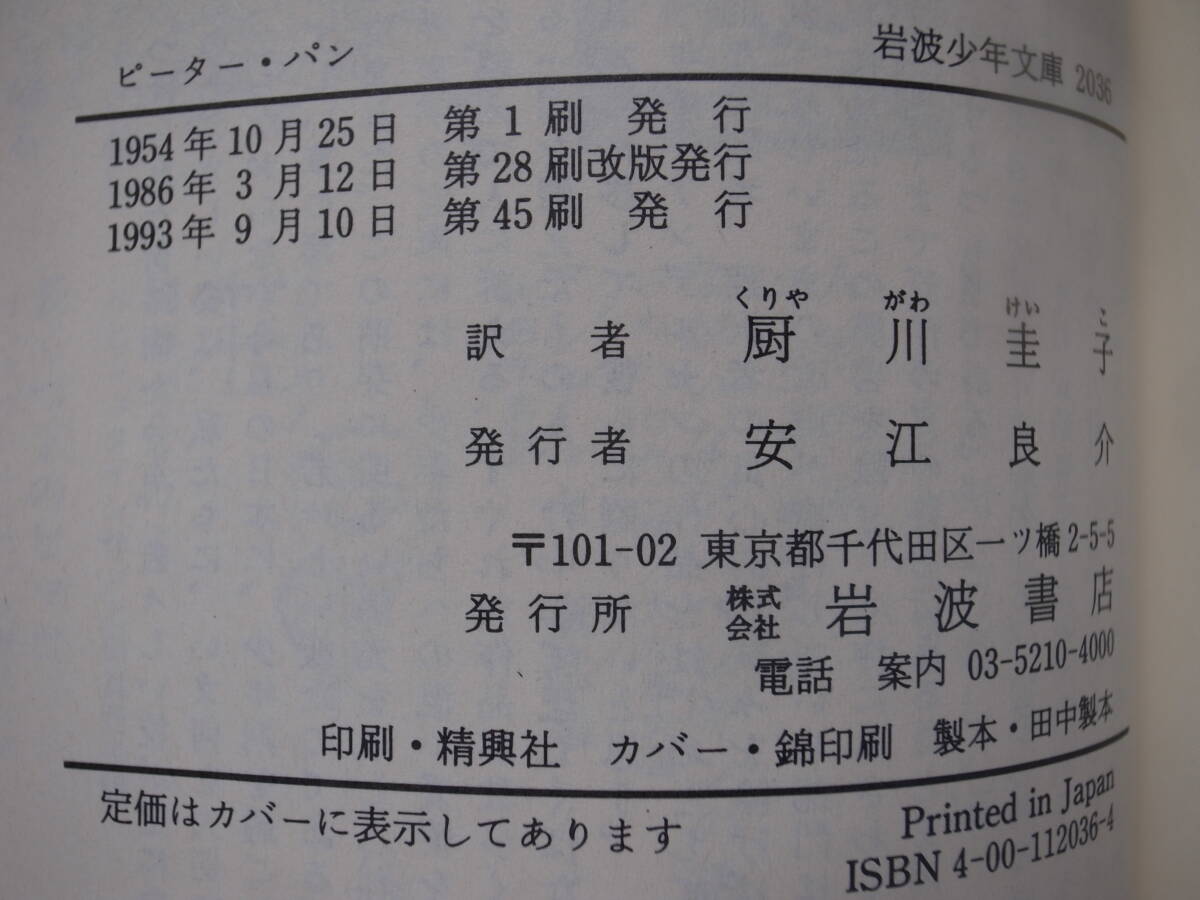 ピーター・パン 岩波少年文庫 2036
1954年10月25日 第1刷発行
1986年3月12日 第28刷改版発行
1993年9月10日 第45刷発行
くりや がわ けい こ
訳者 厨川圭子
発行者 安江良介
〒101-02 東京都千代田区一ツ橋2-5-5
発行所 株式会社 岩波書店
電話 案内 03-5210-4000
印刷・精興社 カバー・錦印刷 製本・田中製本
定価はカバーに表示してあります
Printed in Japan
ISBN 4-00-112036-4